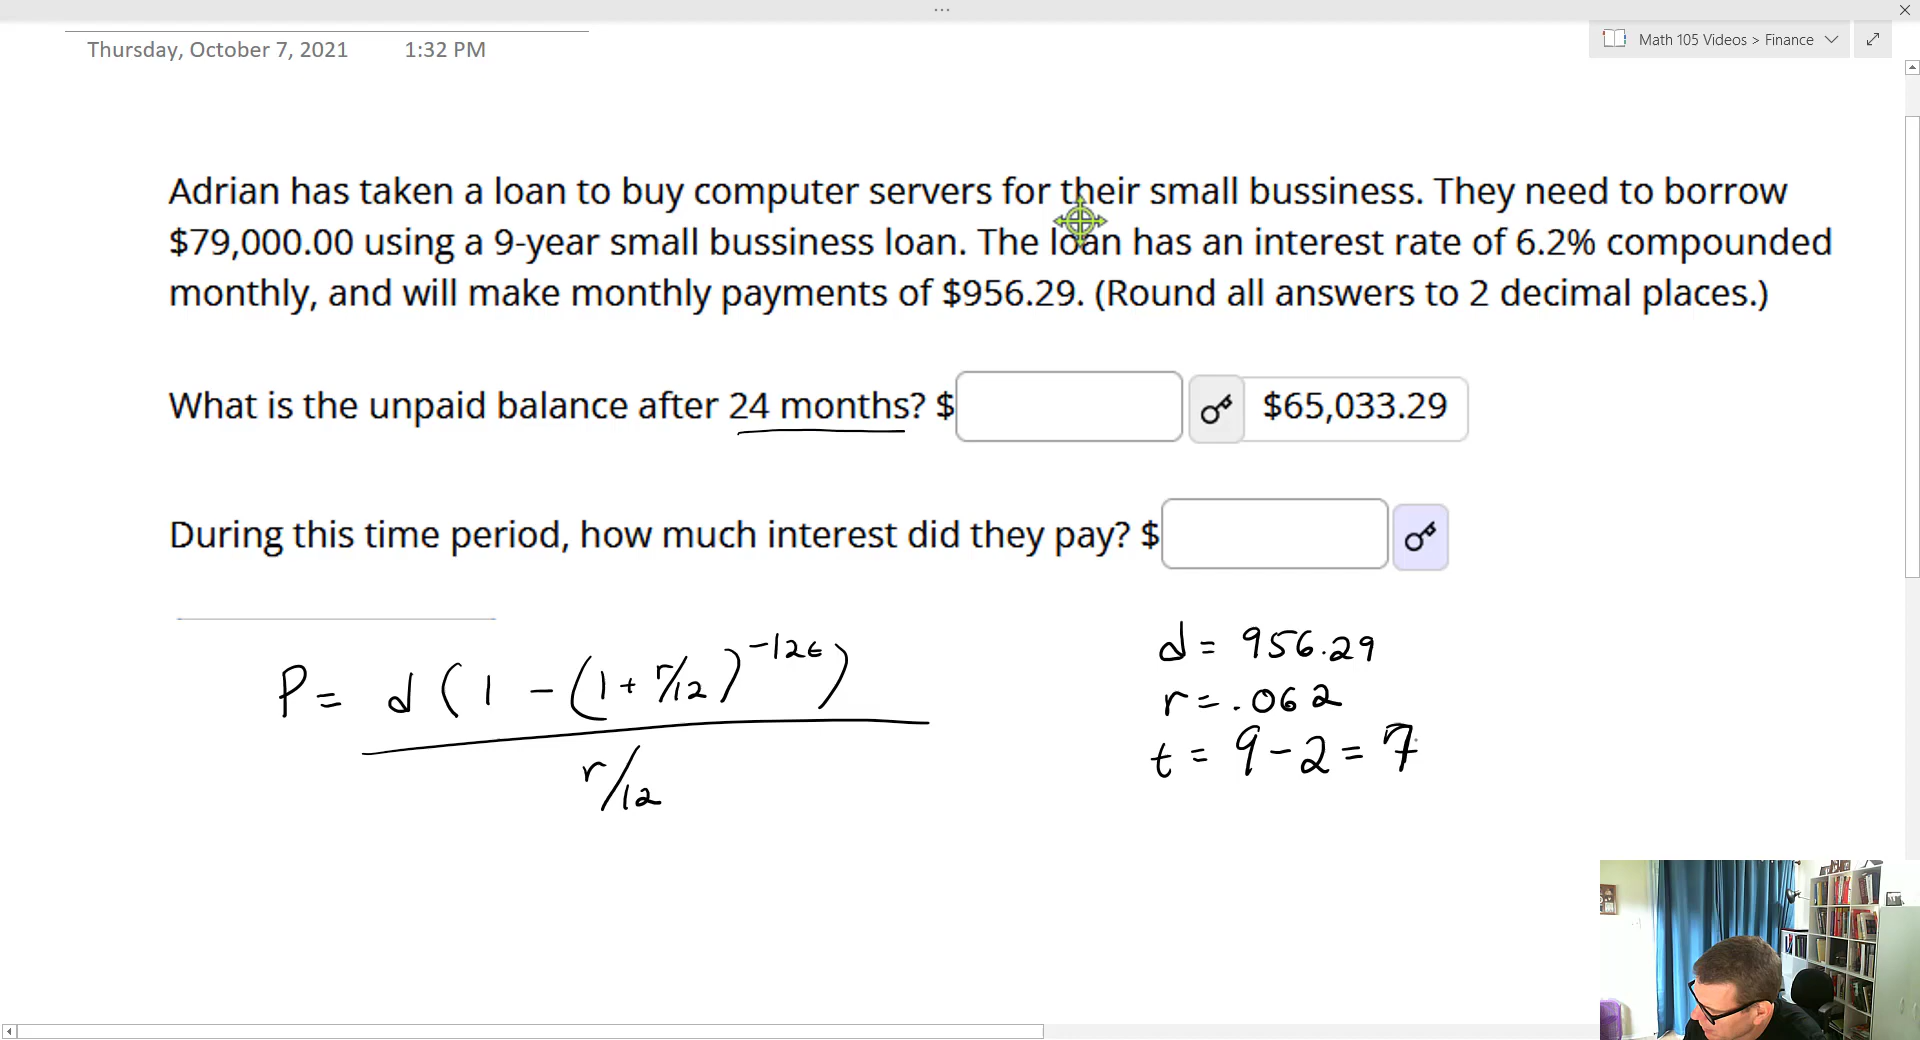 Thursday, October 7, 2021 1:32 PM
Math 105 Videos > Finance
Adrian has taken a loan to buy computer servers for their small bussiness. They need to borrow
$79,000.00 using a 9-year small bussiness loan. The loan has an interest rate of 6.2% compounded
monthly, and will make monthly payments of $956.29. (Round all answers to 2 decimal places.)
What is the unpaid balance after 24 months? $ $65,033.29
During this time period, how much interest did they pay? $
P = d(1 - (1 + r/12)^-12t)
r/12
d = 956.29
r = .062
t = 9 - 2 = 7